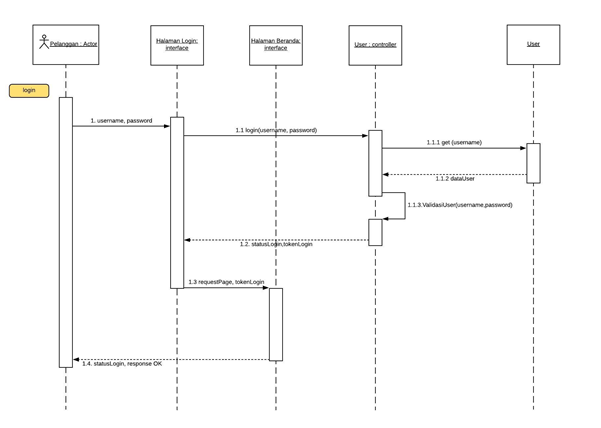 Pelanggan : Actor
Halaman Login:
interface
Halaman Beranda:
interface
User : controller
User
login
1. username, password
1.1 login(username, password)
1.1.1 get (username)
1.1.2 dataUser
1.1.3.ValidasiUser(username,password)
1.2. statusLogin,tokenLogin
1.3 requestPage, tokenLogin
1.4. statusLogin, response OK